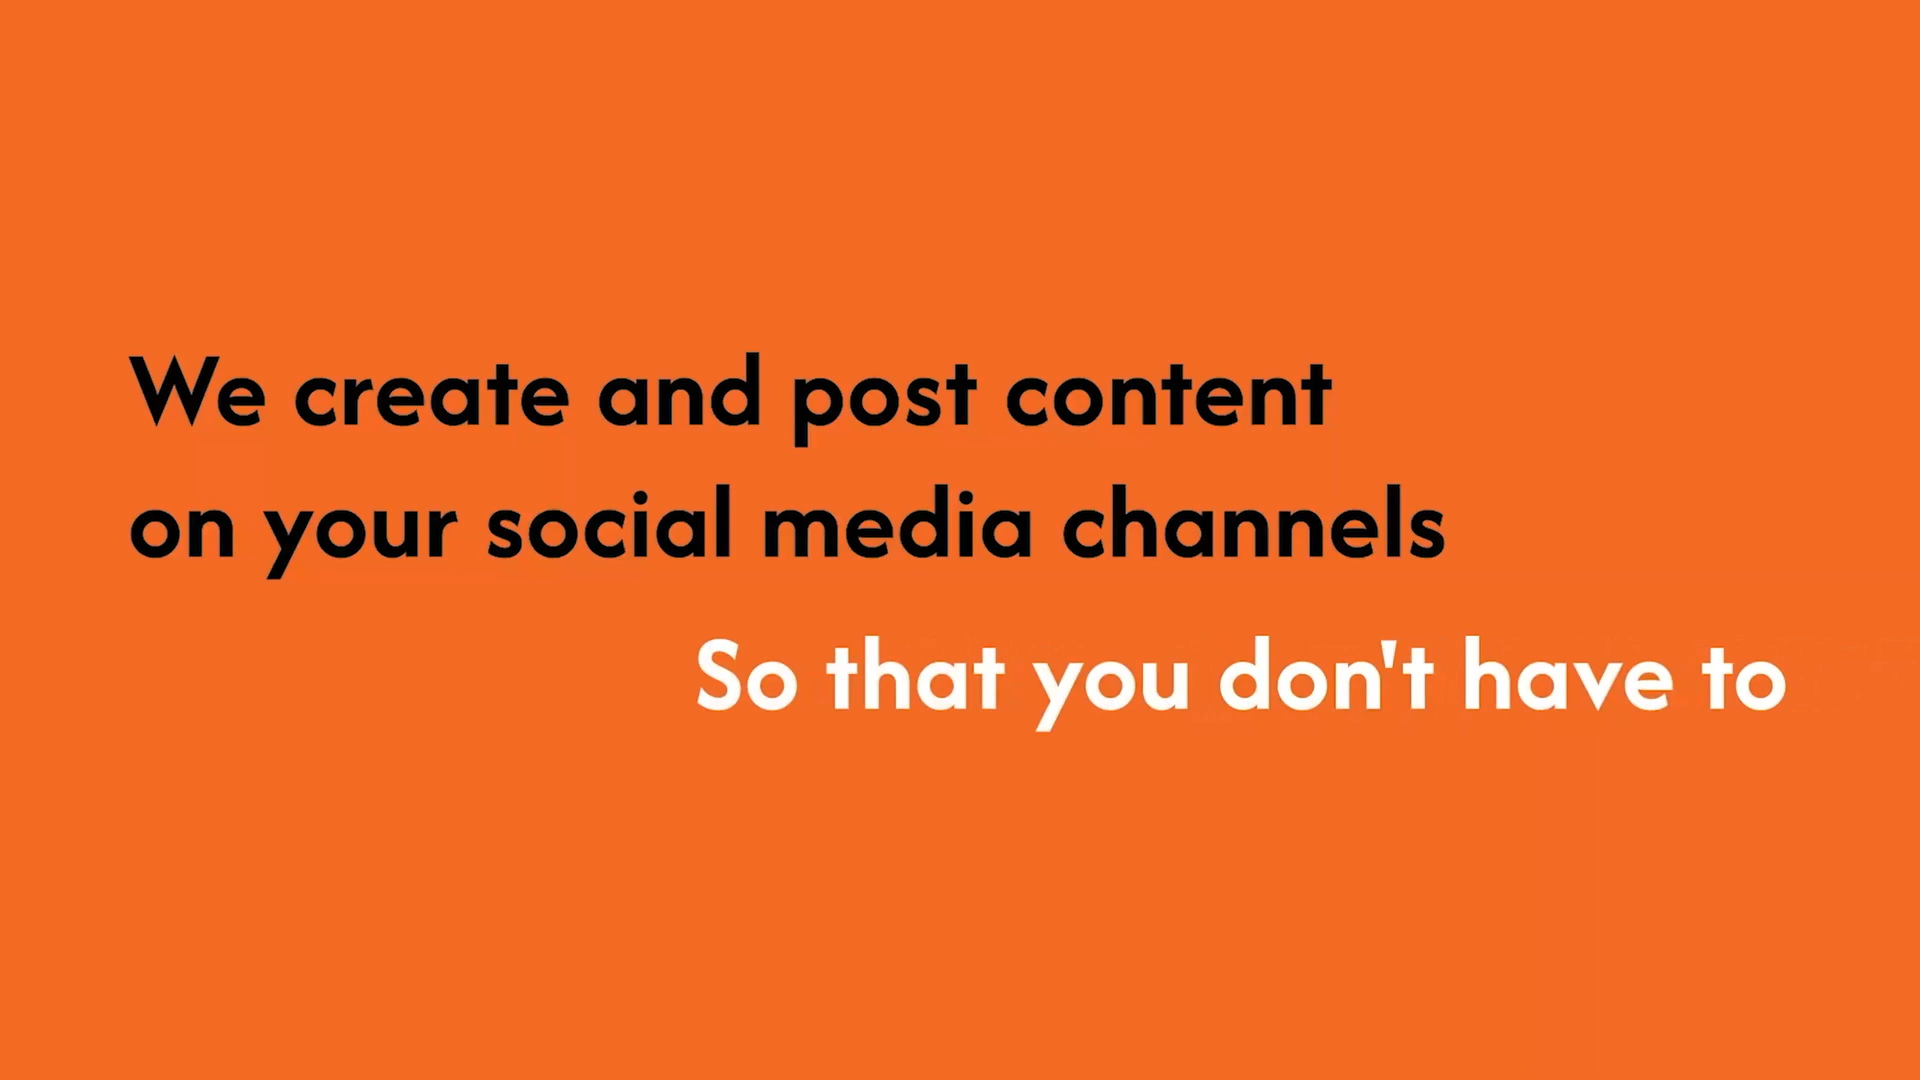 We create and post content
on your social media channels
So that you don't have to